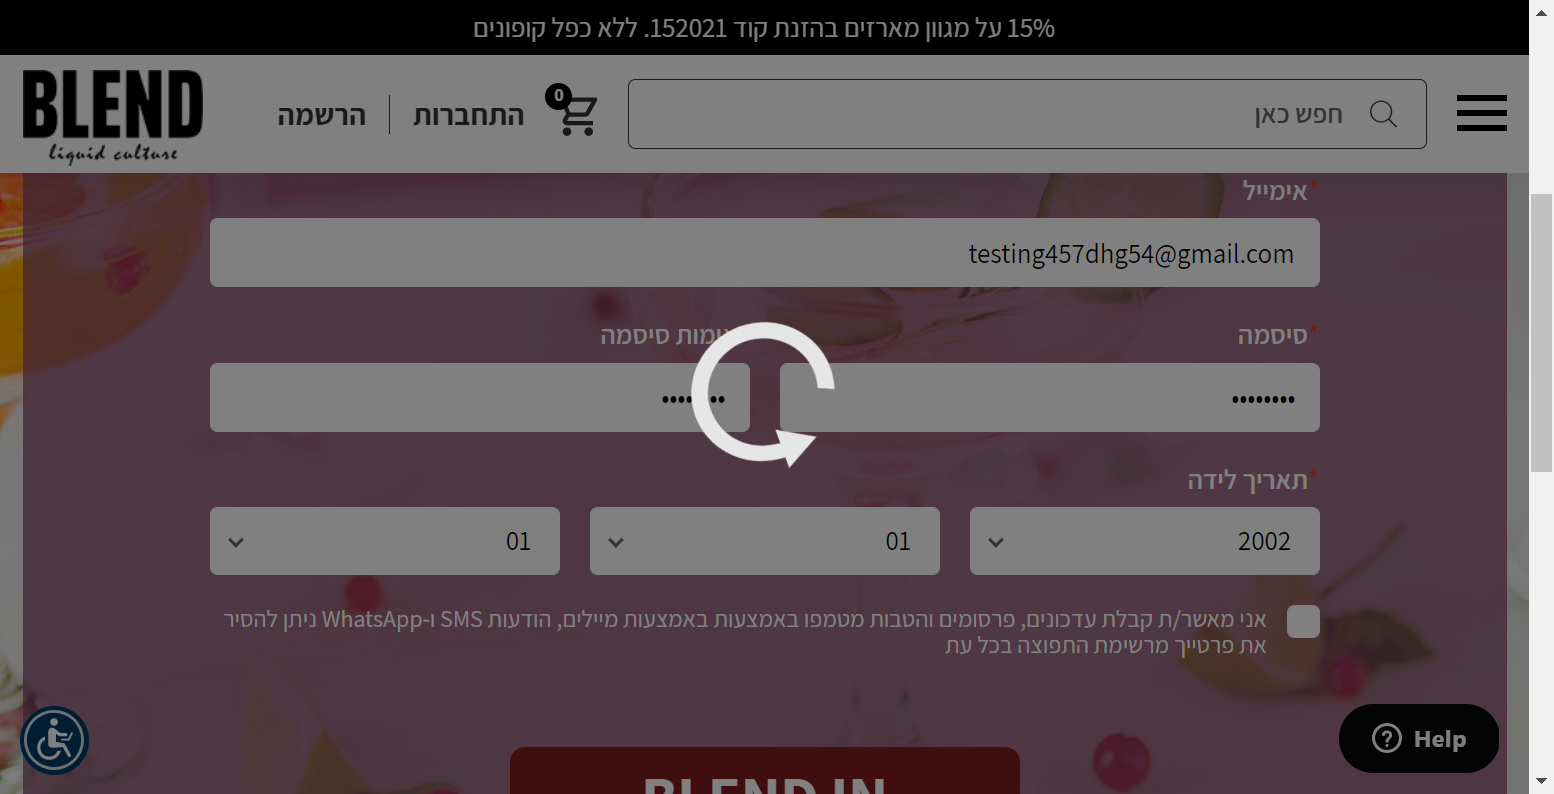 15% על מגוון מארזים בהזנת קוד 152021. ללא כפל קופונים
חפש כאן
0
התחברות
הרשמה
BLEND
liquid culture
*אימייל
testing457dhg54@gmail.com
*סיסמה
סיסמה
••••••••
*תאריך לידה
2002
01
01
אני מאשר/ת קבלת עדכונים, פרסומים והטבות מטמפו באמצעות באמצעות מיילים, הודעות SMS ו-WhatsApp ניתן להסיר
את פרטייך מרשימת התפוצה בכל עת
Help
BLEND IN